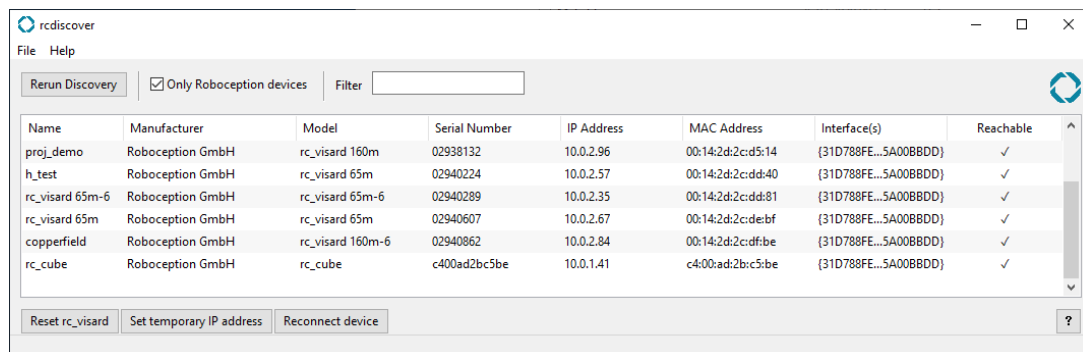 rcdiscover
File Help
Rerun Discovery Only Roboception devices Filter
Name Manufacturer Model Serial Number IP Address MAC Address Interface(s) Reachable
proj_demo Roboception GmbH rc_visard 160m 02938132 10.0.2.96 00:14:2d:2c:d5:14 {31D788FE...5A00BBDD} ✓
h_test Roboception GmbH rc_visard 65m 02940224 10.0.2.57 00:14:2d:2c:dd:40 {31D788FE...5A00BBDD} ✓
rc_visard 65m-6 Roboception GmbH rc_visard 65m-6 02940289 10.0.2.35 00:14:2d:2c:dd:81 {31D788FE...5A00BBDD} ✓
rc_visard 65m Roboception GmbH rc_visard 65m 02940607 10.0.2.67 00:14:2d:2c:de:bf {31D788FE...5A00BBDD} ✓
copperfield Roboception GmbH rc_visard 160m-6 02940862 10.0.2.84 00:14:2d:2c:df:be {31D788FE...5A00BBDD} ✓
rc_cube Roboception GmbH rc_cube c400ad2bc5be 10.0.1.41 c4:00:ad:2b:c5:be {31D788FE...5A00BBDD} ✓
Reset rc_visard Set temporary IP address Reconnect device ?